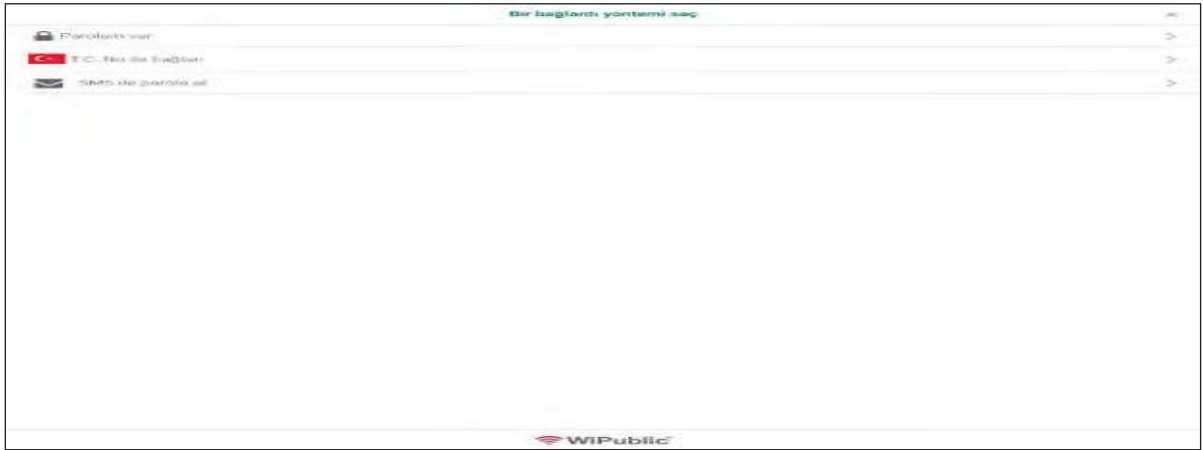 Bir bağlantı yöntemi seç
Parolam var
T.C. No ile bağlan
SMS ile parola al
WiPublic